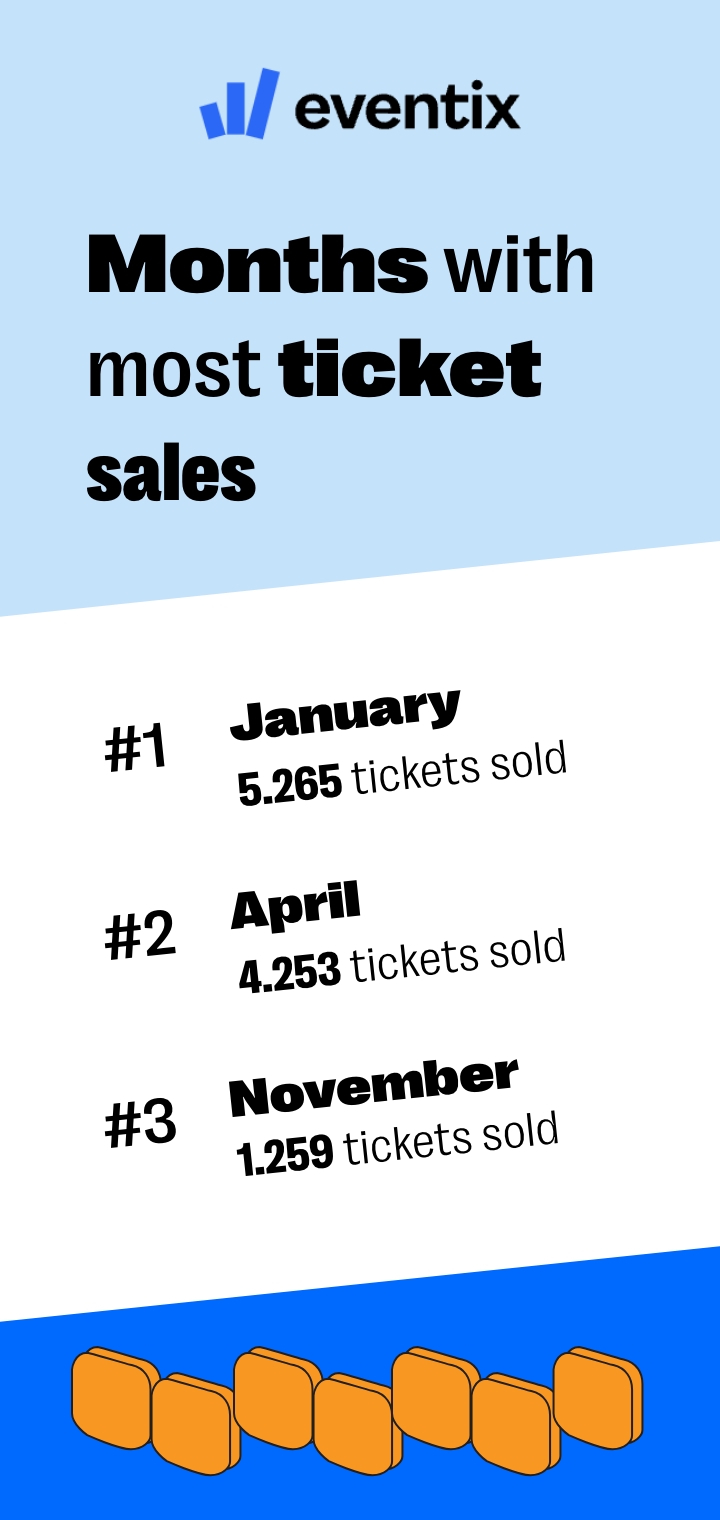 eventix
Months with
most ticket
sales
#1
January
5.265 tickets sold
#2
April
4.253 tickets sold
#3
November
1.259 tickets sold